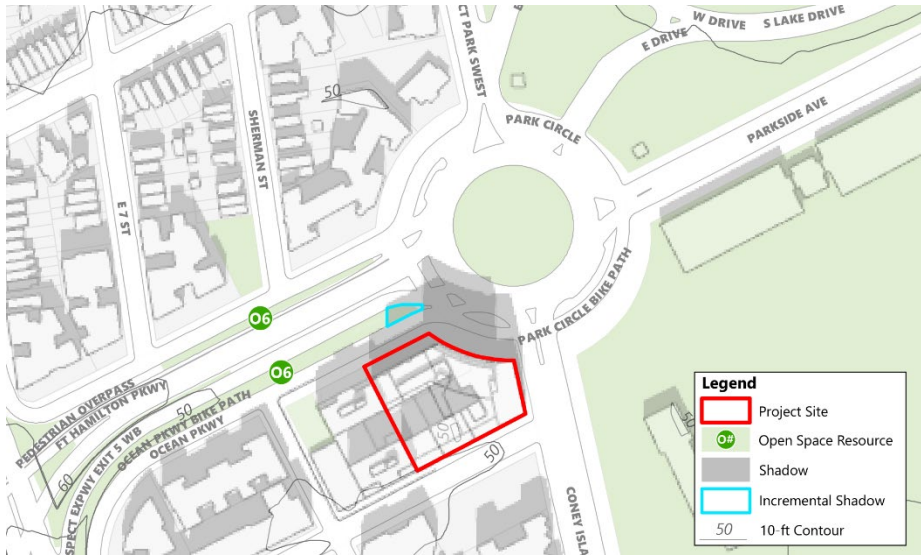 W DRIVE
S LAKE DRIVE
E DRIVE
CT PARK SWEST
PARK CIRCLE
PARKSIDE AVE
50
SHERMAN ST
E 7 ST
O6
PARK CIRCLE BIKE PATH
O6
PEDESTRIAN OVERPASS
FT HAMILTON PKWY
50
OCEAN PKWY BIKE PATH
OCEAN PKWY
SPECT EXPWY EXIT 5 WB
60
50
50
CONEY ISLA
50
Legend
Project Site
O# Open Space Resource
Shadow
Incremental Shadow
50 10-ft Contour